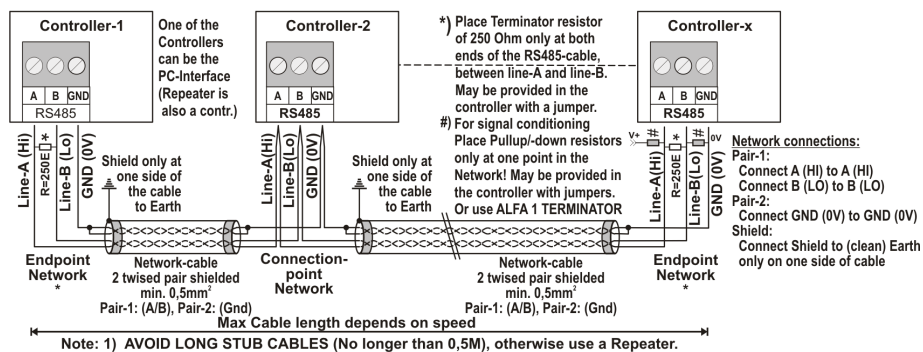 Controller-1
One of the
Controllers
can be the
PC-Interface
(Repeater is
also a contr.)
A B GND
RS485
Line-A (Hi)
R=250E *
Line-B (Lo)
GND (0V)
Shield only at
one side of
the cable
to Earth
Controller-2
A B GND
RS485
Line-A(Hi)
Line-B(Lo)
GND (0V)
Shield only at
one side of
the cable
to Earth
*) Place Terminator resistor
of 250 Ohm only at both
ends of the RS485-cable,
between line-A and line-B.
May be provided in the
controller with a jumper.
#) For signal conditioning
Place Pullup/-down resistors
only at one point in the
Network! May be provided in
the controller with jumpers.
Or use ALFA 1 TERMINATOR
Controller-x
A B GND
RS485
V+ # * # 0V
Line-A(Hi)
R=250E
Line-B(Lo)
GND (0V)
Network connections:
Pair-1:
Connect A (HI) to A (HI)
Connect B (LO) to B (LO)
Pair-2:
Connect GND (0V) to GND (0V)
Shield:
Connect Shield to (clean) Earth
only on one side of cable
Endpoint
Network
*
Network-cable
2 twised pair shielded
min. 0,5mm²
Pair-1: (A/B), Pair-2: (Gnd)
Connection-
point
Network
Network-cable
2 twised pair shielded
min. 0,5mm²
Pair-1: (A/B), Pair-2: (Gnd)
Endpoint
Network
*
Max Cable length depends on speed
Note: 1) AVOID LONG STUB CABLES (No longer than 0,5M), otherwise use a Repeater.